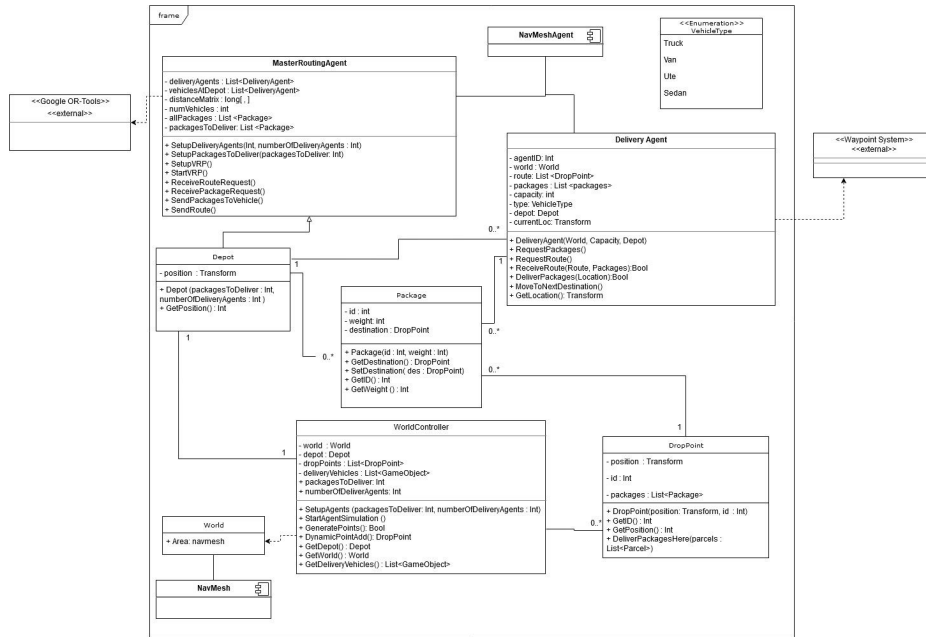 frame
NavMeshAgent
<<Enumeration>>
VehicleType
Truck
Van
Ute
Sedan
MasterRoutingAgent
- deliveryAgents : List<DeliveryAgent>
- vehiclesAtDepot : List<DeliveryAgent>
- distanceMatrix : long[ , ]
- numVehicles : int
- allPackages : List <Package>
- packagesToDeliver: List <Package>
+ SetupDeliveryAgents(Int, numberOfDeliveryAgents : Int)
+ SetupPackagesToDeliver(packagesToDeliver: Int)
+ SetupVRP()
+ StartVRP()
+ ReceiveRouteRequest()
+ ReceivePackageRequest()
+ SendPackagesToVehicle()
+ SendRoute()
<<Google OR-Tools>>
<<external>>
Delivery Agent
- agentID: Int
- world : World
- route: List <DropPoint>
- packages : List <packages>
- capacity: int
- type: VehicleType
- depot: Depot
- currentLoc: Transform
+ DeliveryAgent(World, Capacity, Depot)
+ RequestPackages()
+ RequestRoute()
+ ReceiveRoute(Route, Packages):Bool
+ DeliverPackages(Location):Bool
+ MoveToNextDestination()
+ GetLocation(): Transform
<<Waypoint System>>
<<external>>
0..*
1
1
Depot
- position : Transform
+ Depot (packagesToDeliver : Int,
numberOfDeliveryAgents : Int )
+ GetPosition() : Int
1
Package
- id : int
- weight: int
- destination : DropPoint
+ Package(id : Int, weight : Int)
+ GetDestination() : DropPoint
+ SetDestination( des : DropPoint)
+ GetID() : Int
+ GetWeight () : Int
0..*
0..*
0..*
1
1
WorldController
- world : World
- depot : Depot
- dropPoints : List<DropPoint>
- deliveryVehicles : List<GameObject>
+ packagesToDeliver: Int
+ numberOfDeliverAgents: Int
+ SetupAgents (packagesToDeliver: Int, numberOfDeliveryAgents : Int)
+ StartAgentSimulation ()
+ GeneratePoints(): Bool
+ DynamicPointAdd(): DropPoint
+ GetDepot() : Depot
+ GetWorld() : World
+ GetDeliveryVehicles() : List<GameObject>
DropPoint
- position : Transform
- id : Int
- packages : List<Package>
+ DropPoint(position: Transform, id : Int)
+ GetID() : Int
+ GetPosition() : Int
+ DeliverPackagesHere(parcels :
List<Parcel>)
0..*
World
+ Area: navmesh
NavMesh